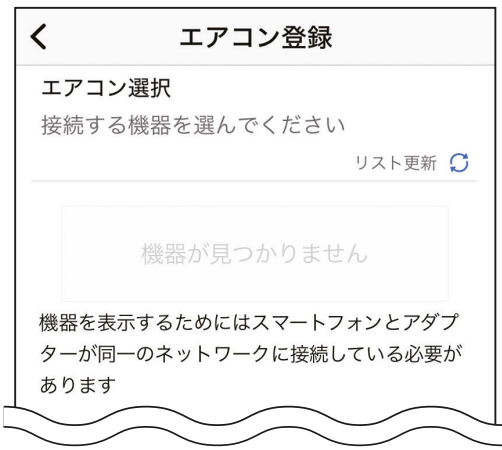 エアコン登録
エアコン選択
接続する機器を選んでください
リスト更新
機器が見つかりません
機器を表示するためにはスマートフォンとアダプ
ターが同一のネットワークに接続している必要が
あります